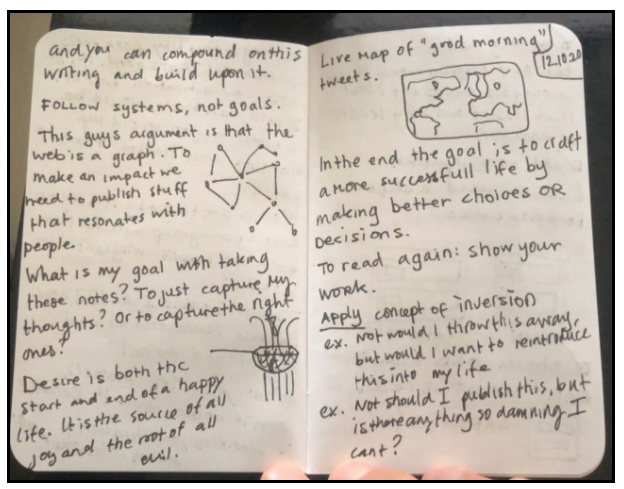 and you can compound on this
writing and build upon it.
Follow systems, not goals.
This guys argument is that the
web is a graph. To
make an impact we
need to publish stuff
that resonates with
people.
What is my goal with taking
these notes? To just capture my
thoughts? Or to capture the right
ones?
Desire is both the
start and end of a happy
life. It is the source of all
joy and the root of all
evil.
Live Map of "good morning"
tweets.
12.10.20
In the end the goal is to craft
a more successfull life by
making better choices OR
Decisions.
To read again: show your
work.
Apply concept of inversion
ex. Not would I throw this away,
but would I want to reintroduce
this into my life
ex. Not should I publish this, but
is there anything so damning I
cant?